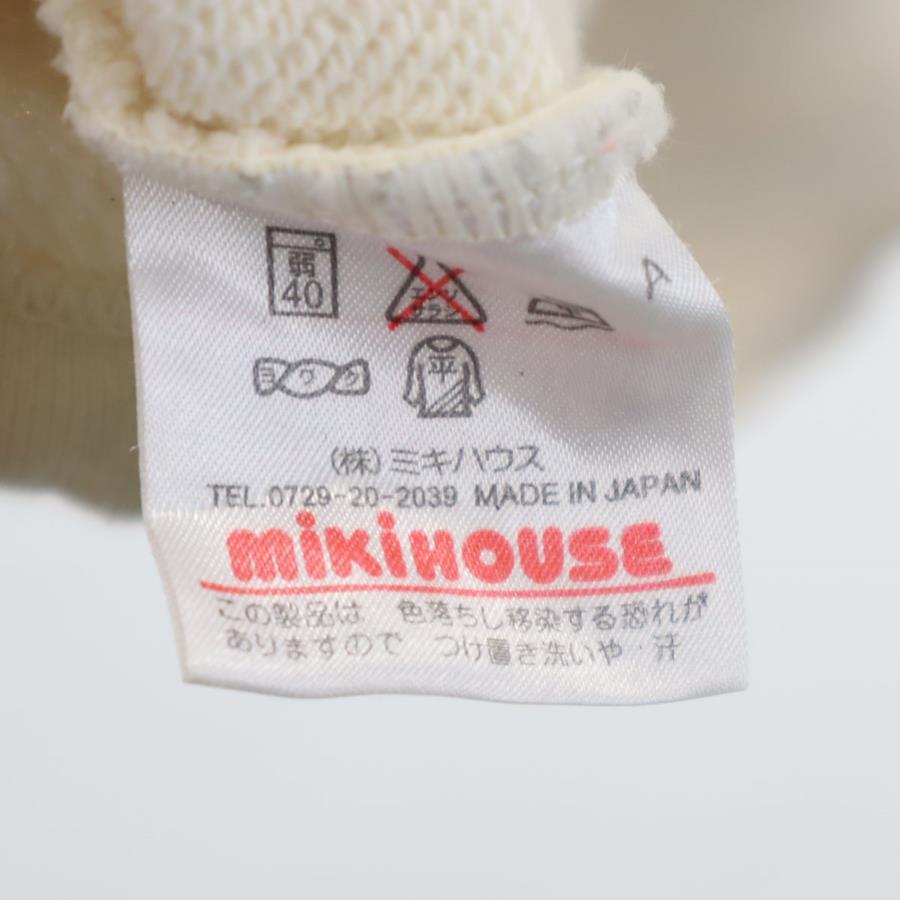 弱
40
エンソ
サラシ
A
ヨワク
平
(株)ミキハウス
TEL.0729-20-2039 MADE IN JAPAN
mikiHOUSE
この製品は 色落ちし移染する恐れが
ありますので つけ置き洗いや・汗